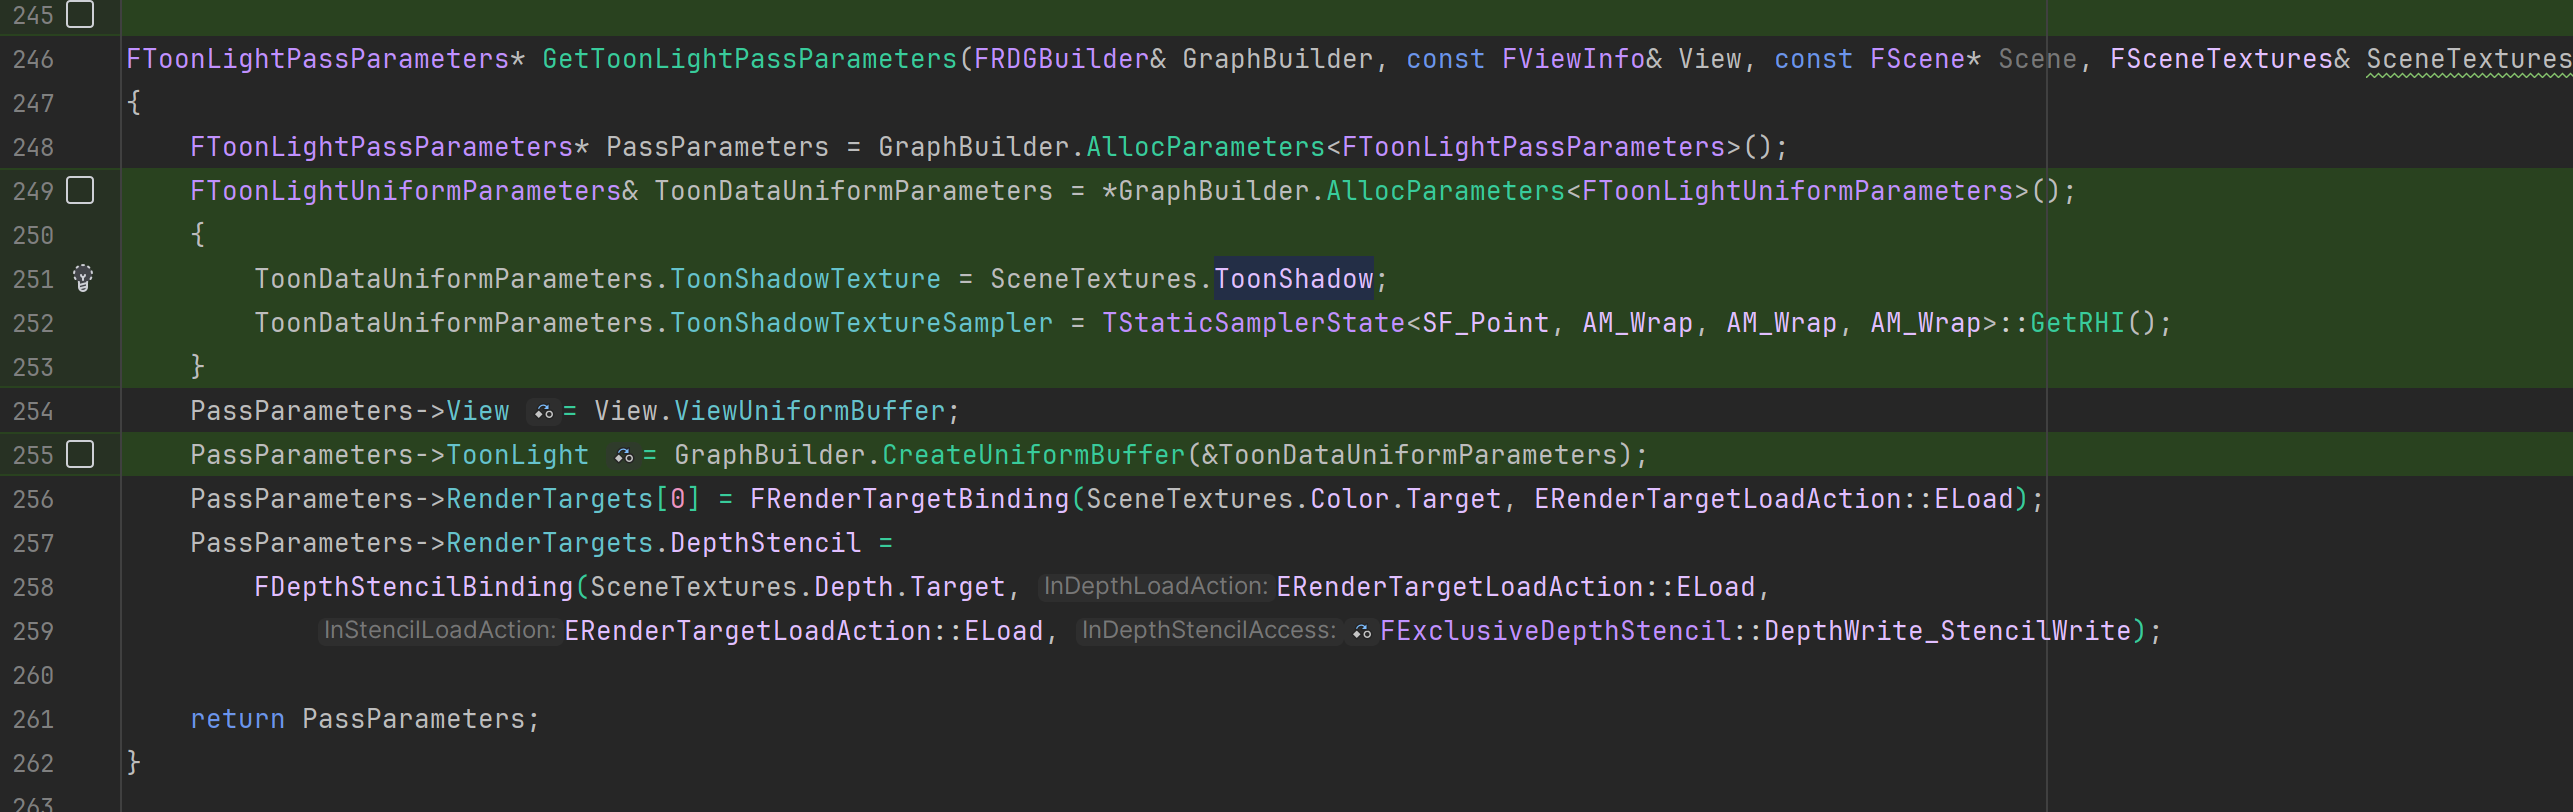 245
246 FToonLightPassParameters* GetToonLightPassParameters(FRDGBuilder& GraphBuilder, const FViewInfo& View, const FScene* Scene, FSceneTextures& SceneTextures
247 {
248     FToonLightPassParameters* PassParameters = GraphBuilder.AllocParameters<FToonLightPassParameters>();
249     FToonLightUniformParameters& ToonDataUniformParameters = *GraphBuilder.AllocParameters<FToonLightUniformParameters>();
250     {
251         ToonDataUniformParameters.ToonShadowTexture = SceneTextures.ToonShadow;
252         ToonDataUniformParameters.ToonShadowTextureSampler = TStaticSamplerState<SF_Point, AM_Wrap, AM_Wrap, AM_Wrap>::GetRHI();
253     }
254     PassParameters->View = View.ViewUniformBuffer;
255     PassParameters->ToonLight = GraphBuilder.CreateUniformBuffer(&ToonDataUniformParameters);
256     PassParameters->RenderTargets[0] = FRenderTargetBinding(SceneTextures.Color.Target, ERenderTargetLoadAction::ELoad);
257     PassParameters->RenderTargets.DepthStencil =
258         FDepthStencilBinding(SceneTextures.Depth.Target, InDepthLoadAction: ERenderTargetLoadAction::ELoad,
259             InStencilLoadAction: ERenderTargetLoadAction::ELoad, InDepthStencilAccess: FExclusiveDepthStencil::DepthWrite_StencilWrite);
260
261     return PassParameters;
262 }
263